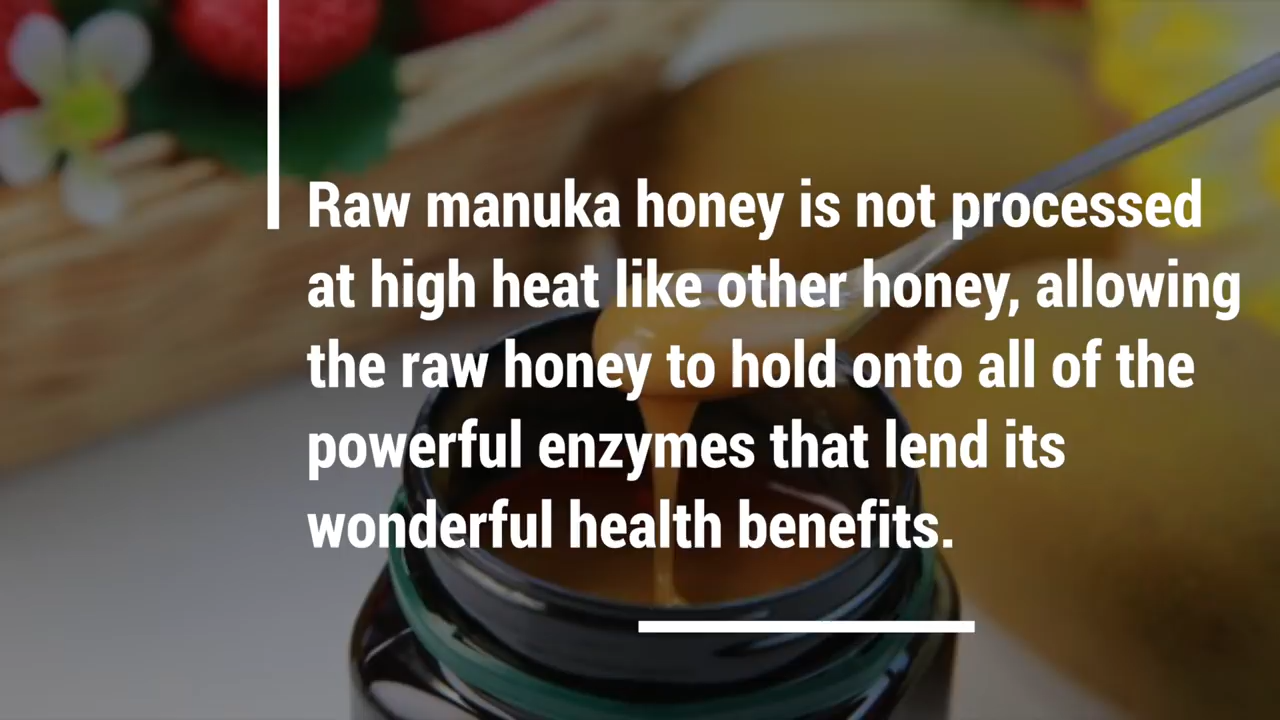 Raw manuka honey is not processed
at high heat like other honey, allowing
the raw honey to hold onto all of the
powerful enzymes that lend its
wonderful health benefits.